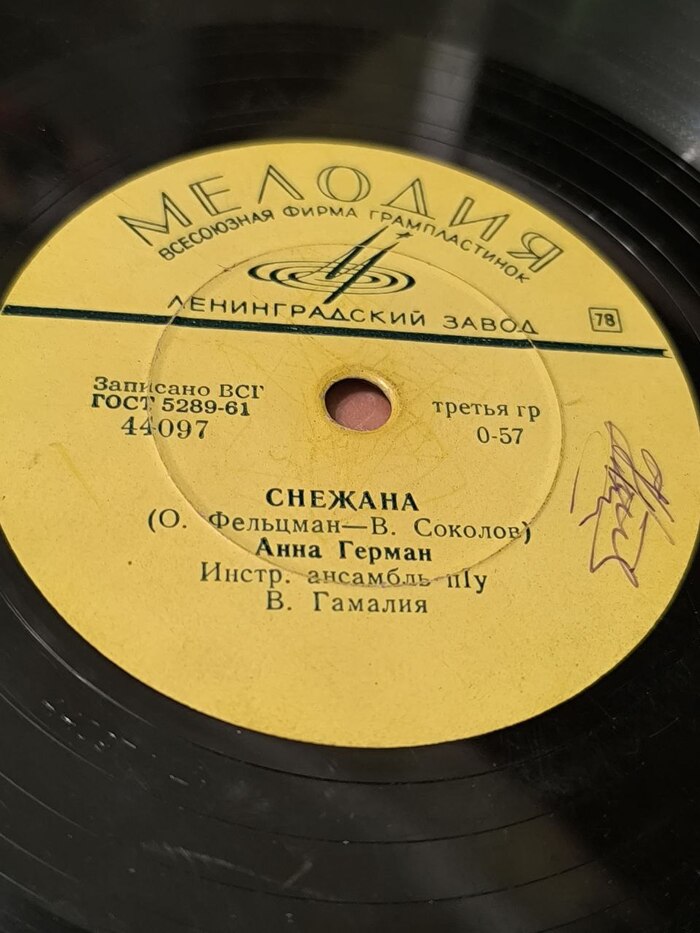 МЕЛОДИЯ
ВСЕСОЮЗНАЯ ФИРМА ГРАМПЛАСТИНОК
ЛЕНИНГРАДСКИЙ ЗАВОД
78
Записано ВСГ
ГОСТ 5289-61
44097
третья гр
0-57
СНЕЖАНА
(О. Фельцман—В. Соколов)
Анна Герман
Инстр. ансамбль п/у
В. Гамалия